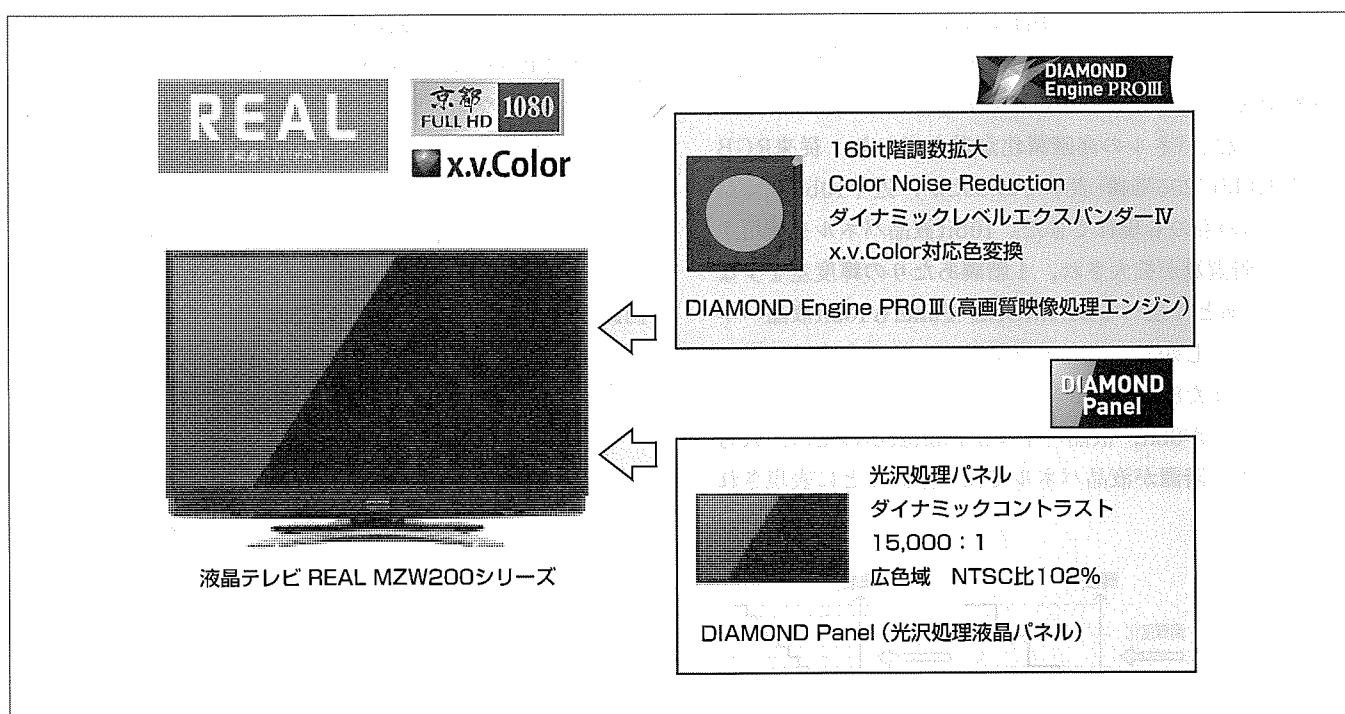 REAL
京都
FULL HD 1080
x.v.Color
DIAMOND
Engine PROⅢ
16bit階調数拡大
Color Noise Reduction
ダイナミックレベルエクスパンダーⅣ
x.v.Color対応色変換
DIAMOND Engine PROⅢ（高画質映像処理エンジン）
DIAMOND
Panel
光沢処理パネル
ダイナミックコントラスト
15,000：1
広色域　NTSC比102%
DIAMOND Panel（光沢処理液晶パネル）
液晶テレビ REAL MZW200シリーズ